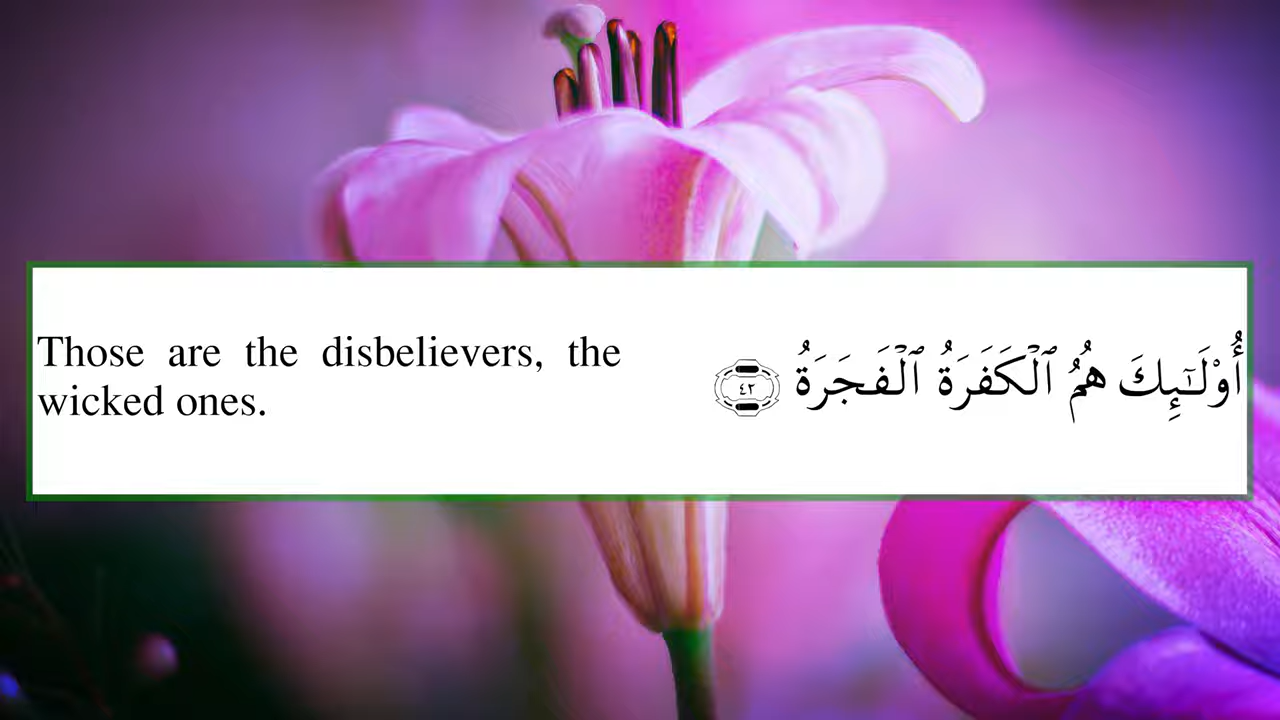 Those are the disbelievers, the
wicked ones.
أُوْلَـٰٓئِكَ هُمُ ٱلْكَفَرَةُ ٱلْفَجَرَةُ ٤٢